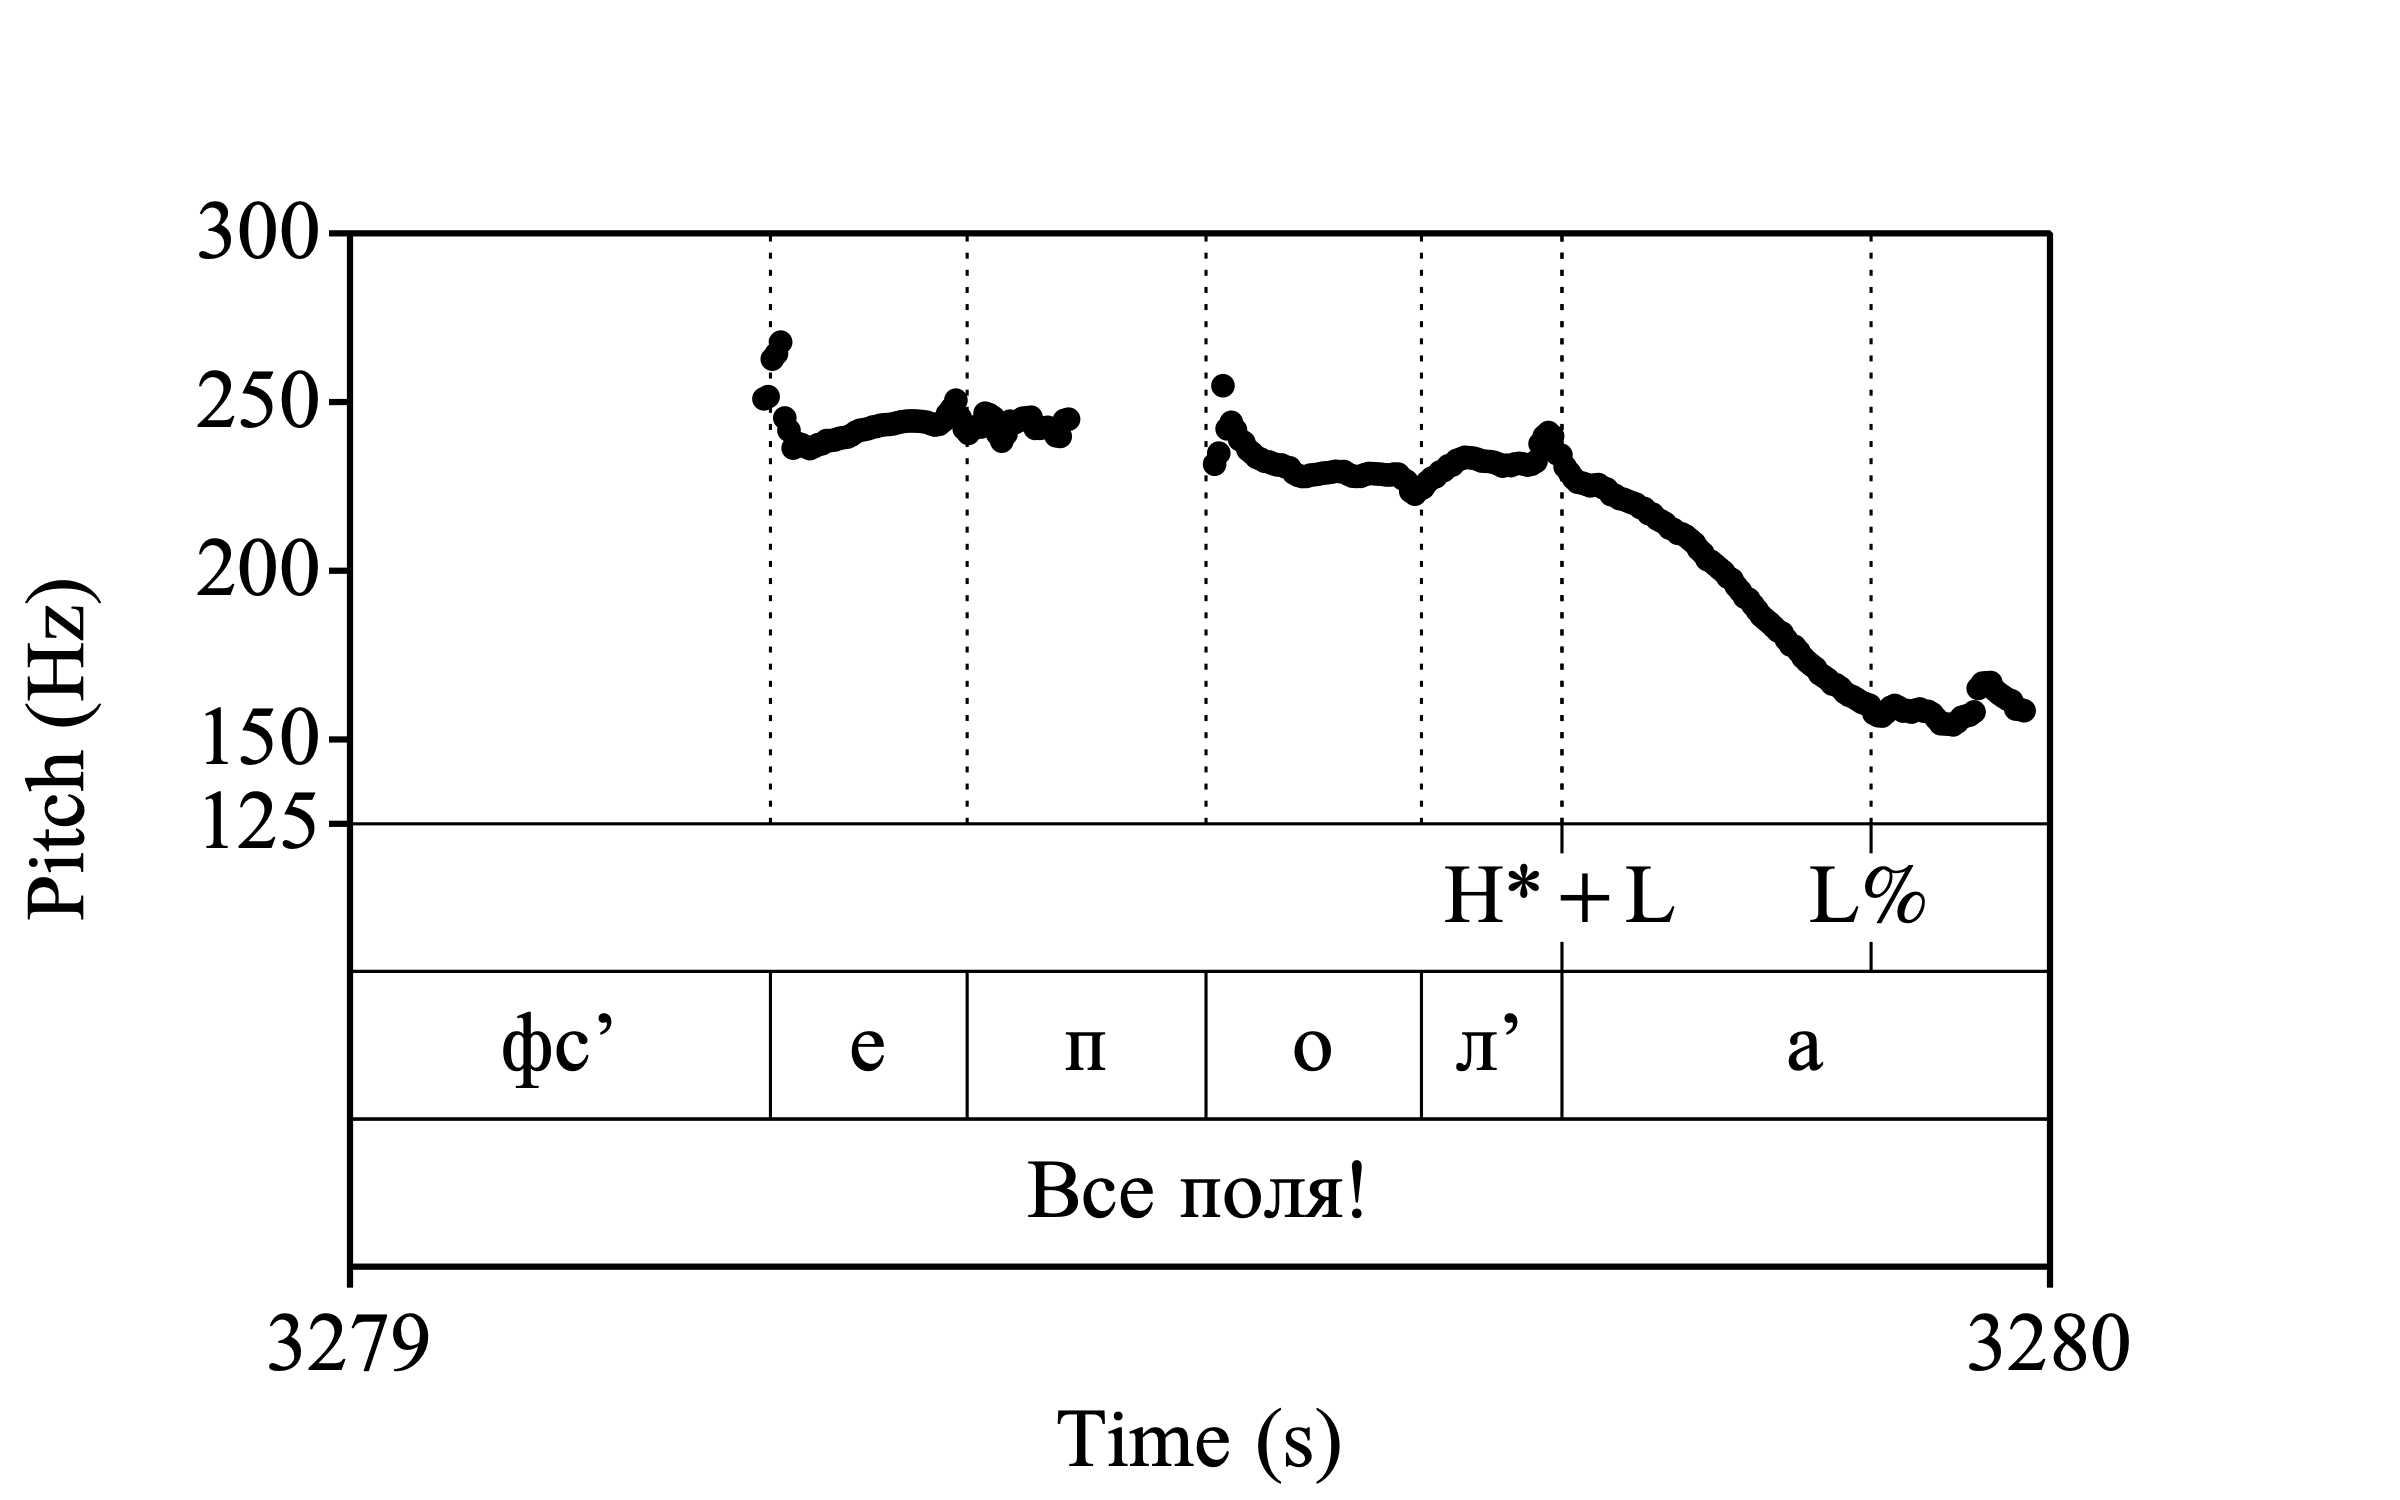 300
250
200
150
125
Pitch (Hz)
H* + L L%
фс’ е п о л’ а
Все поля!
3279 3280
Time (s)